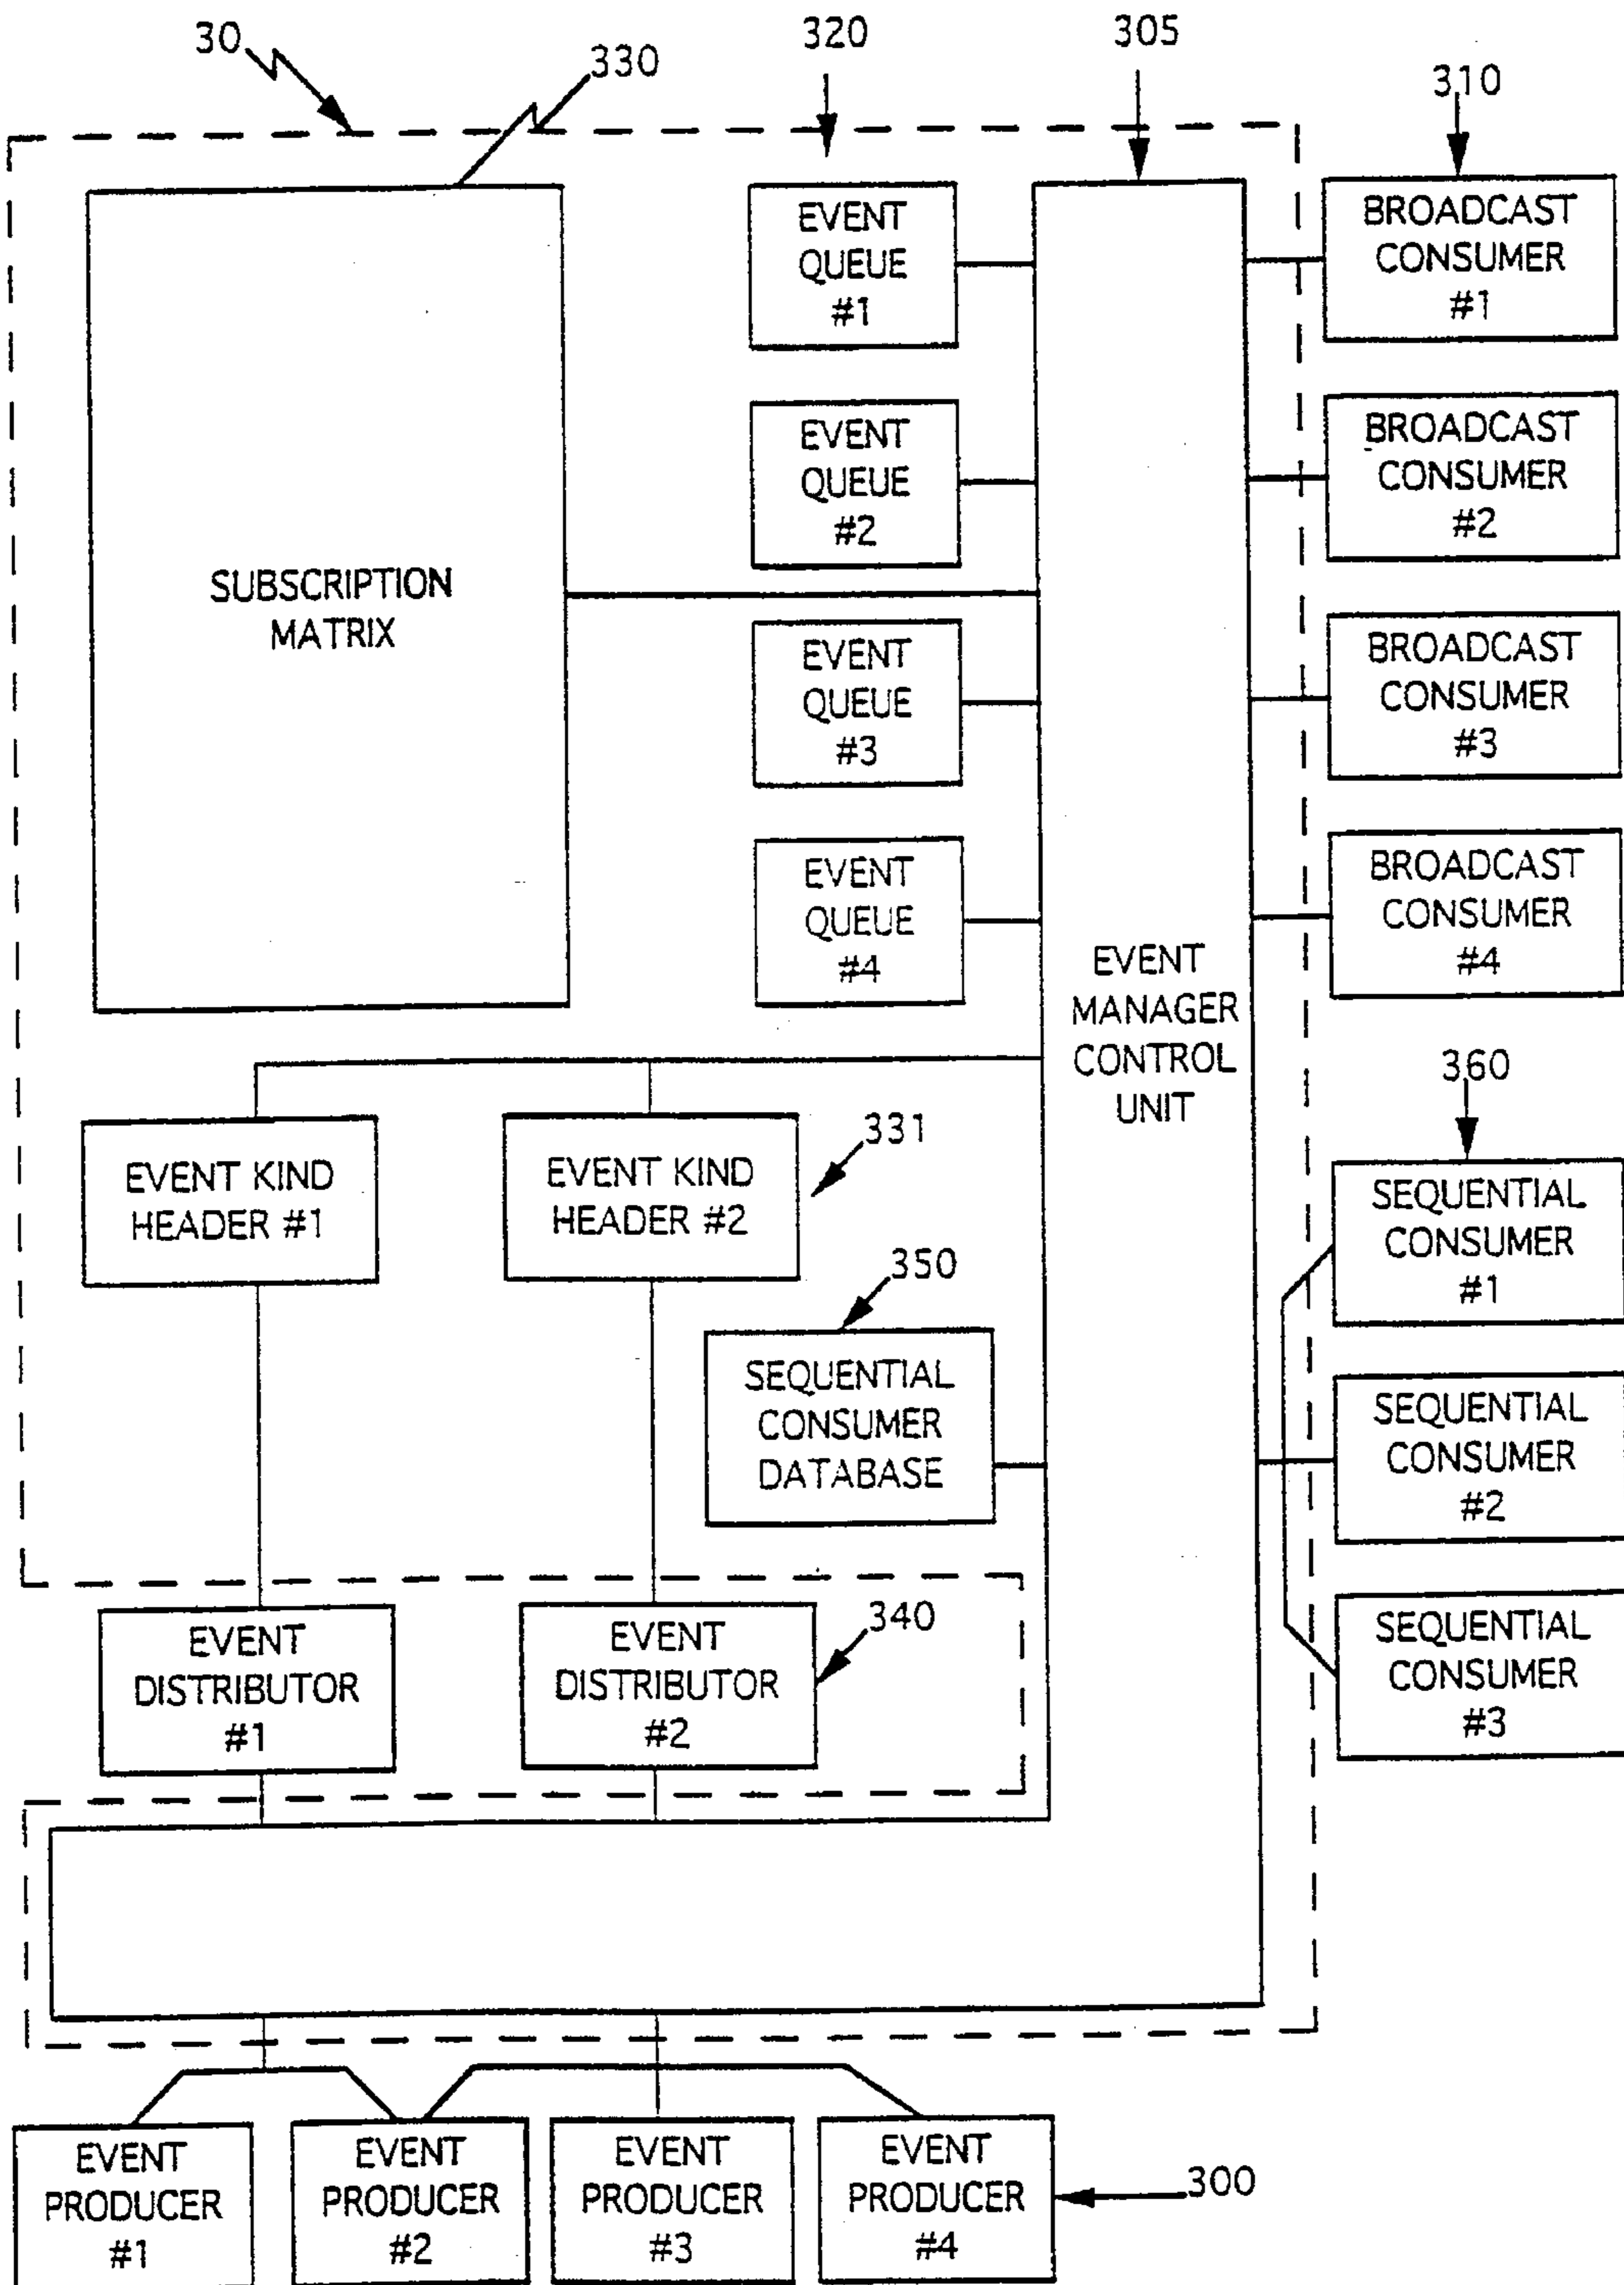 30
330
320
305
310
SUBSCRIPTION
MATRIX
EVENT
QUEUE
#1
EVENT
QUEUE
#2
EVENT
QUEUE
#3
EVENT
QUEUE
#4
EVENT
MANAGER
CONTROL
UNIT
BROADCAST
CONSUMER
#1
BROADCAST
CONSUMER
#2
BROADCAST
CONSUMER
#3
BROADCAST
CONSUMER
#4
360
SEQUENTIAL
CONSUMER
#1
SEQUENTIAL
CONSUMER
#2
SEQUENTIAL
CONSUMER
#3
EVENT KIND
HEADER #1
EVENT KIND
HEADER #2
331
350
SEQUENTIAL
CONSUMER
DATABASE
EVENT
DISTRIBUTOR
#1
EVENT
DISTRIBUTOR
#2
340
EVENT
PRODUCER
#1
EVENT
PRODUCER
#2
EVENT
PRODUCER
#3
EVENT
PRODUCER
#4
300